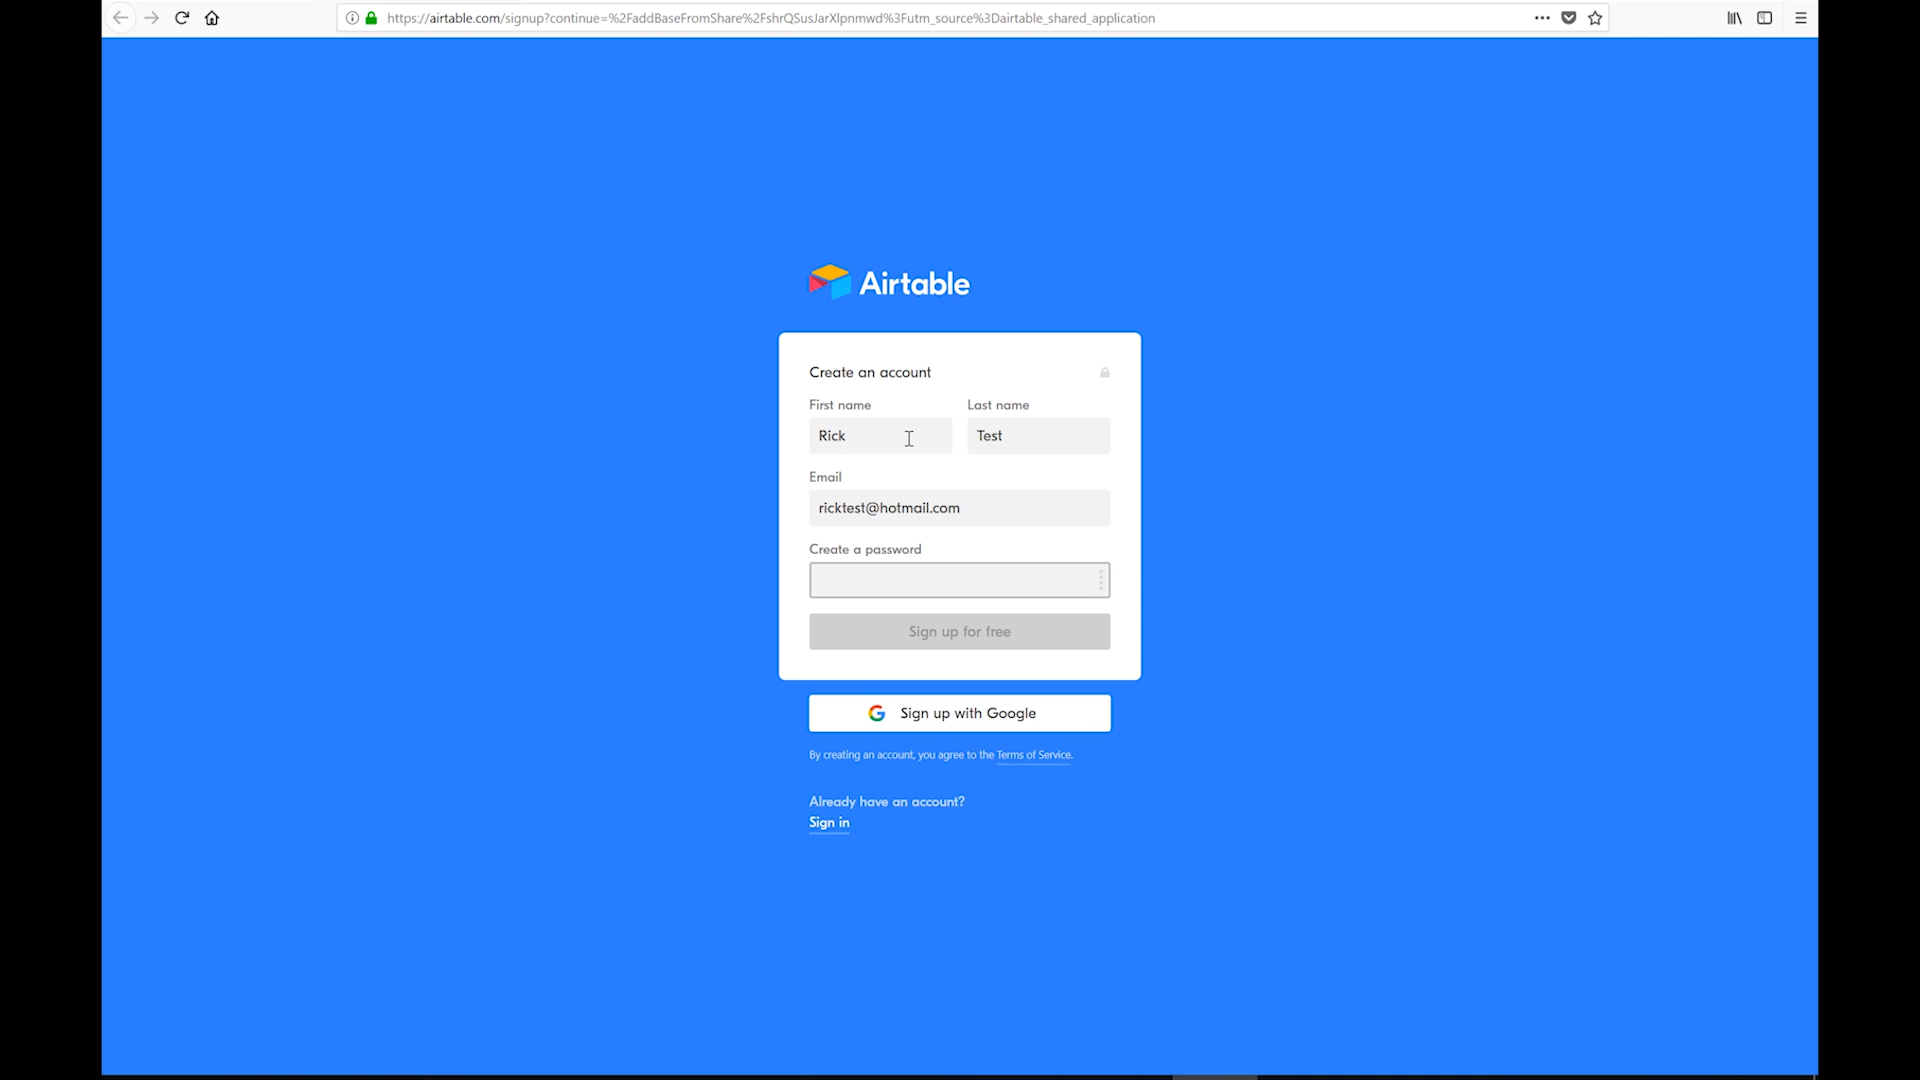 https://airtable.com/signup?continue=%2FaddBaseFromShare%2FshrQSusJarXlpnmwd%3Futm_source%3Dairtable_shared_application
Airtable
Create an account
First name Last name
Rick Test
Email
ricktest@hotmail.com
Create a password
Sign up for free
Sign up with Google
By creating an account, you agree to the Terms of Service.
Already have an account?
Sign in